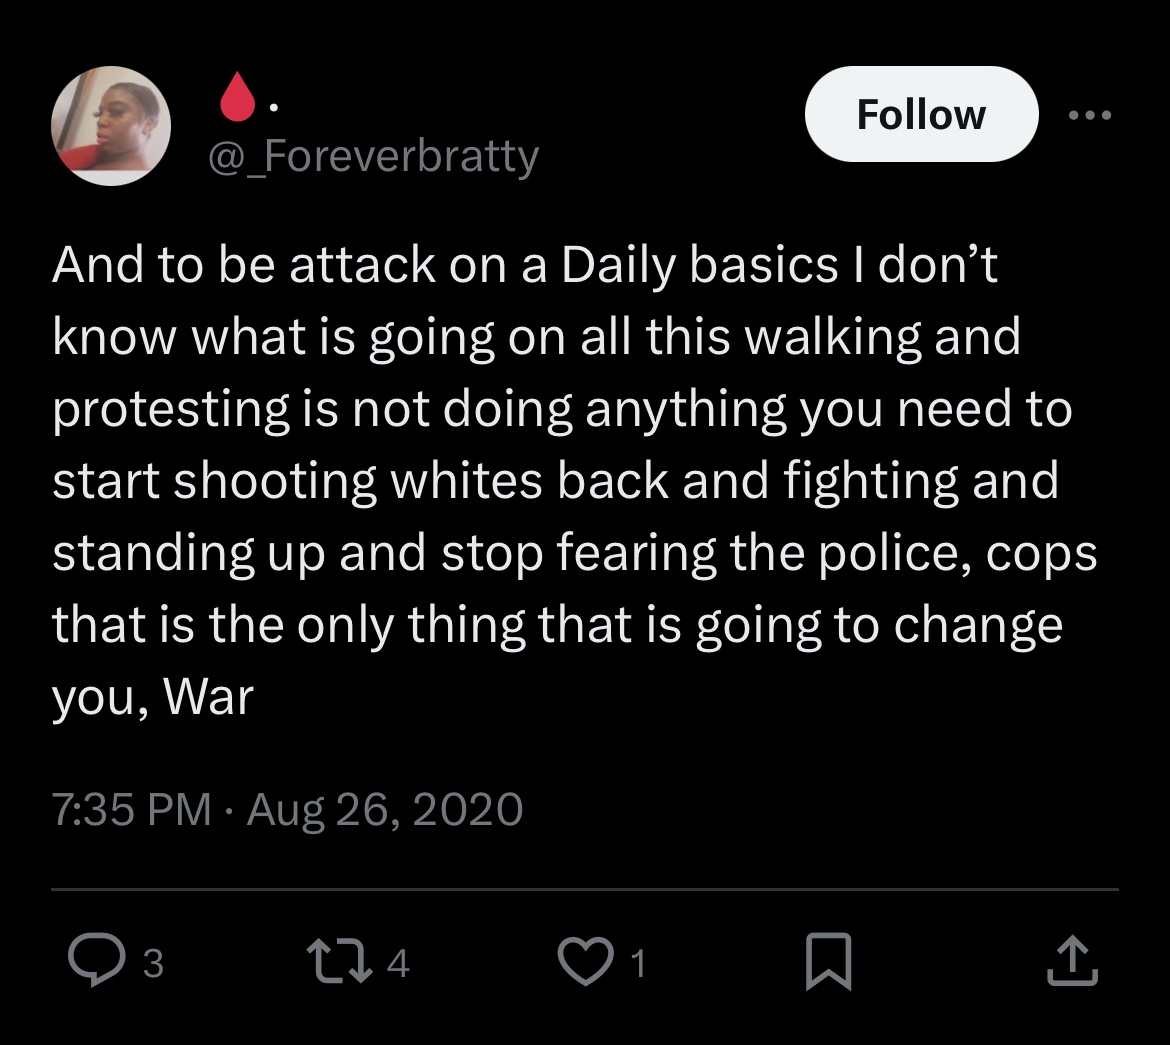 .
Follow
@_Foreverbratty
And to be attack on a Daily basics I don’t
know what is going on all this walking and
protesting is not doing anything you need to
start shooting whites back and fighting and
standing up and stop fearing the police, cops
that is the only thing that is going to change
you, War
7:35 PM · Aug 26, 2020
3 4 1